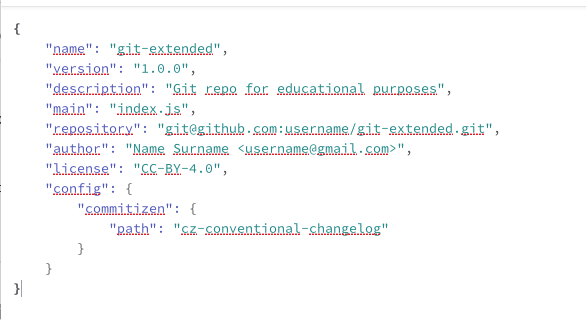 {
    "name": "git-extended",
    "version": "1.0.0",
    "description": "Git repo for educational purposes",
    "main": "index.js",
    "repository": "git@github.com:username/git-extended.git",
    "author": "Name Surname <username@gmail.com>",
    "license": "CC-BY-4.0",
    "config": {
        "commitizen": {
            "path": "cz-conventional-changelog"
        }
    }
}